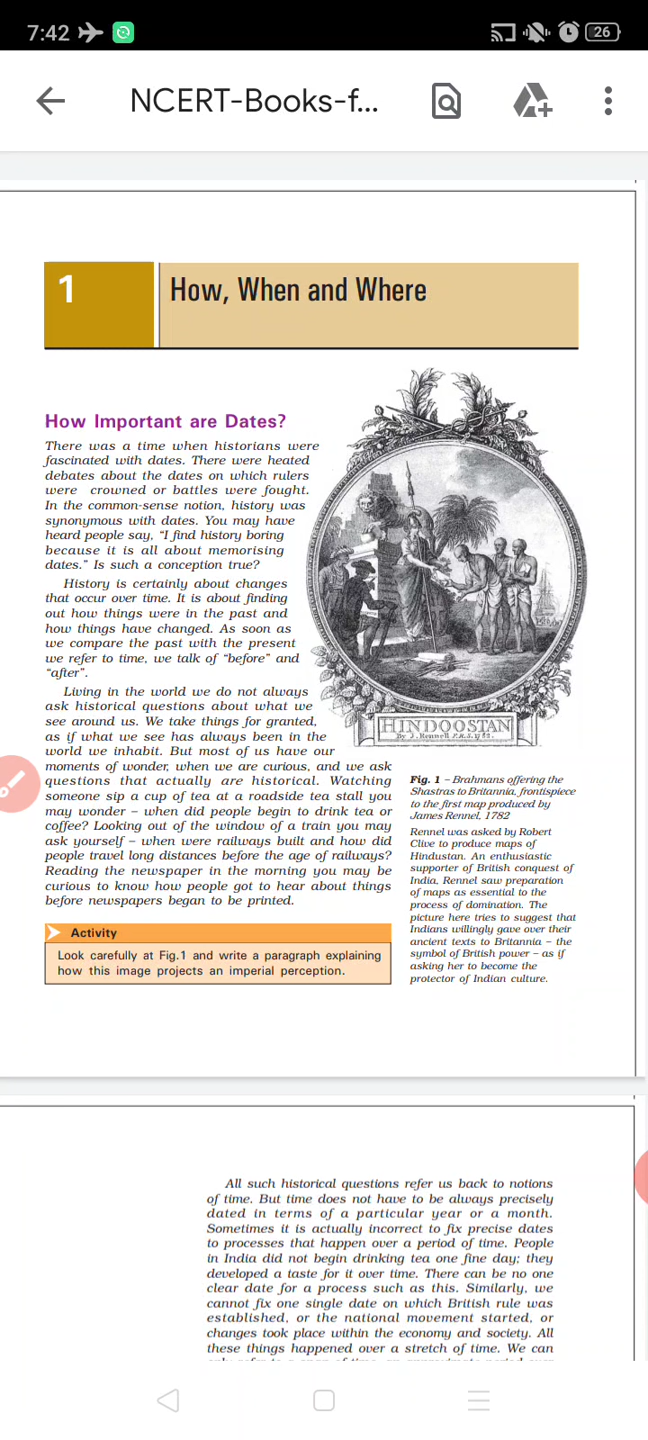 7:42
26
NCERT-Books-f...
1
How, When and Where
How Important are Dates?
There was a time when historians were
fascinated with dates. There were heated
debates about the dates on which rulers
were crowned or battles were fought.
In the common-sense notion, history was
synonymous with dates. You may have
heard people say, “I find history boring
because it is all about memorising
dates.” Is such a conception true?
History is certainly about changes
that occur over time. It is about finding
out how things were in the past and
how things have changed. As soon as
we compare the past with the present
we refer to time, we talk of “before” and
“after”.
Living in the world we do not always
ask historical questions about what we
see around us. We take things for granted,
as if what we see has always been in the
world we inhabit. But most of us have our
moments of wonder, when we are curious, and we ask
questions that actually are historical. Watching
someone sip a cup of tea at a roadside tea stall you
may wonder – when did people begin to drink tea or
coffee? Looking out of the window of a train you may
ask yourself – when were railways built and how did
people travel long distances before the age of railways?
Reading the newspaper in the morning you may be
curious to know how people got to hear about things
before newspapers began to be printed.
Activity
Look carefully at Fig.1 and write a paragraph explaining
how this image projects an imperial perception.
HINDOOSTAN
By J. Rennell F.R.S.
Fig. 1 – Brahmans offering the
Shastras to Britannia, frontispiece
to the first map produced by
James Rennel, 1782
Rennel was asked by Robert
Clive to produce maps of
Hindustan. An enthusiastic
supporter of British conquest of
India, Rennel saw preparation
of maps as essential to the
process of domination. The
picture here tries to suggest that
Indians willingly gave over their
ancient texts to Britannia – the
symbol of British power – as if
asking her to become the
protector of Indian culture.
All such historical questions refer us back to notions
of time. But time does not have to be always precisely
dated in terms of a particular year or a month.
Sometimes it is actually incorrect to fix precise dates
to processes that happen over a period of time. People
in India did not begin drinking tea one fine day; they
developed a taste for it over time. There can be no one
clear date for a process such as this. Similarly, we
cannot fix one single date on which British rule was
established, or the national movement started, or
changes took place within the economy and society. All
these things happened over a stretch of time. We can